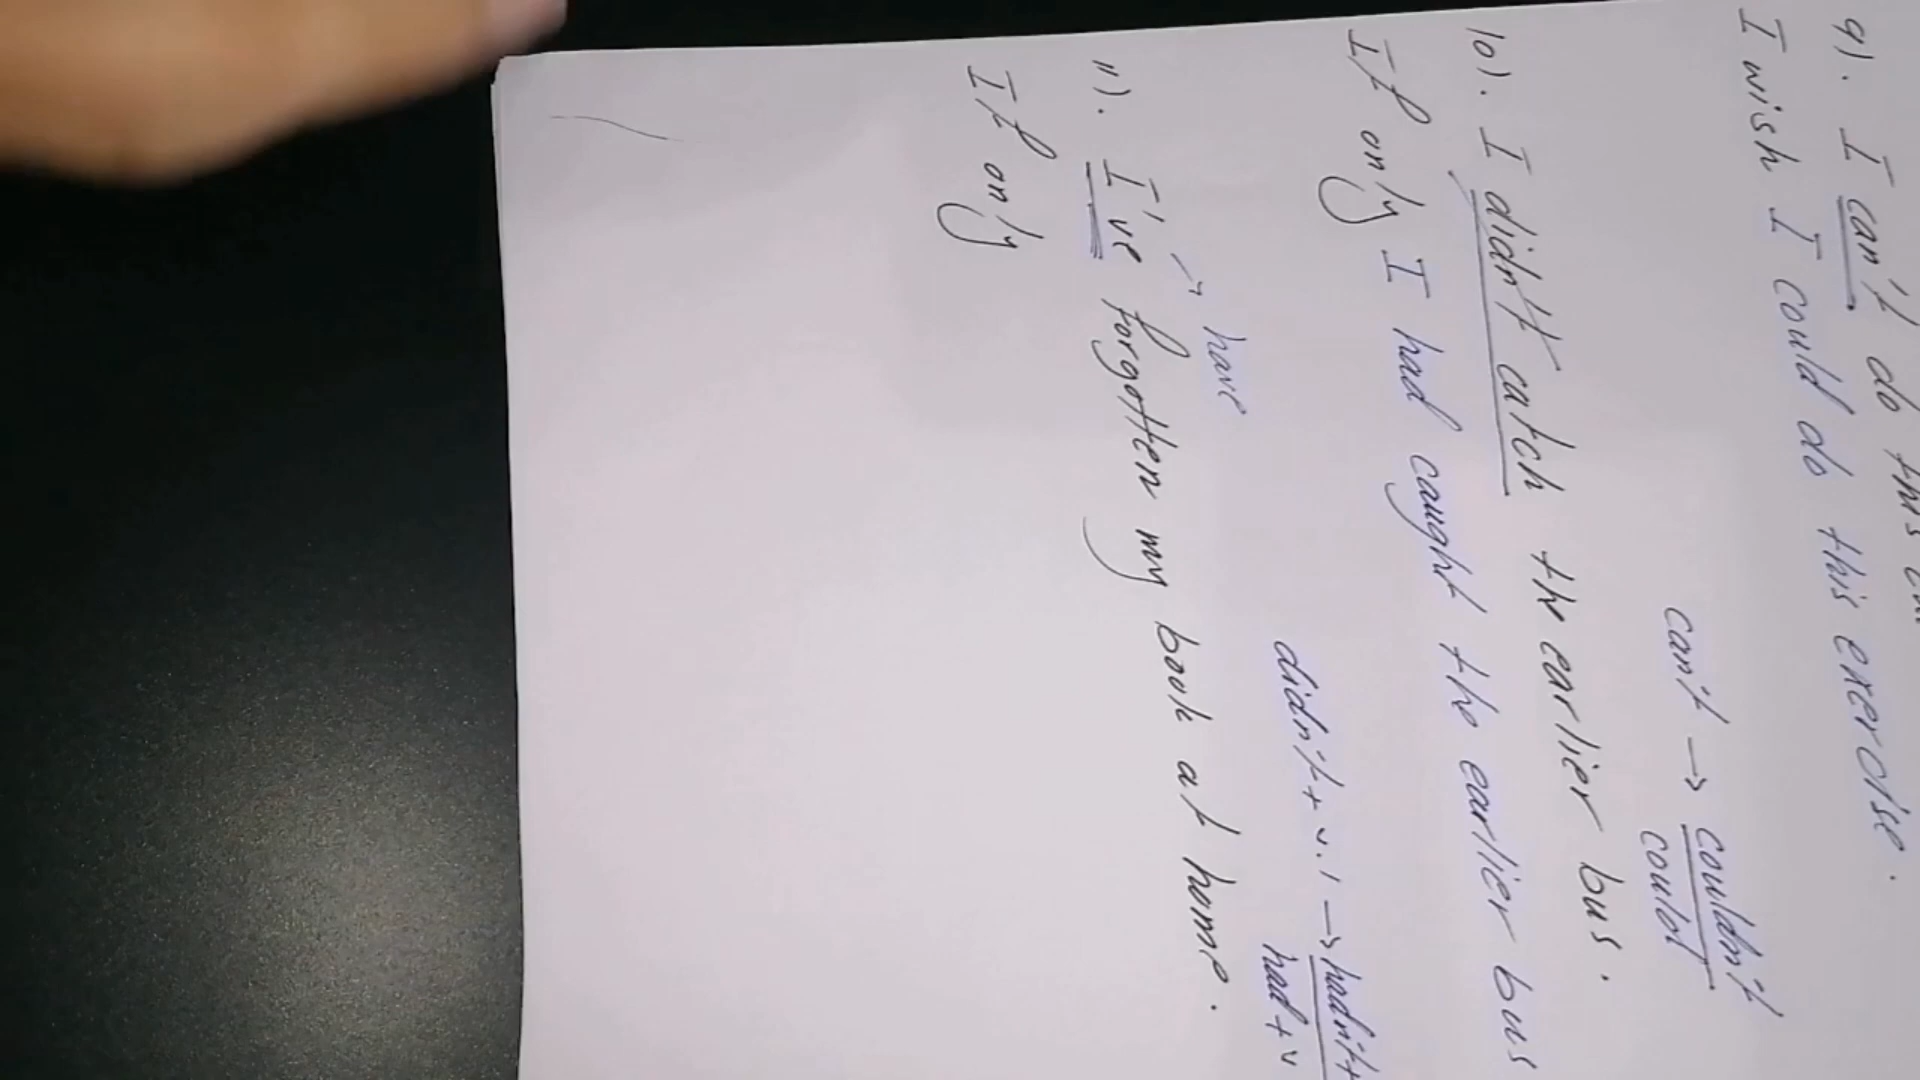 9). I can't do this
I wish I could do this exercise.
can't → couldn't
could
10). I didn't catch the earlier bus.
If only I had caught the earlier bus
didn't + v.1 → hadn't +
had + v
11). I've forgotten my book at home.
→ have
If only